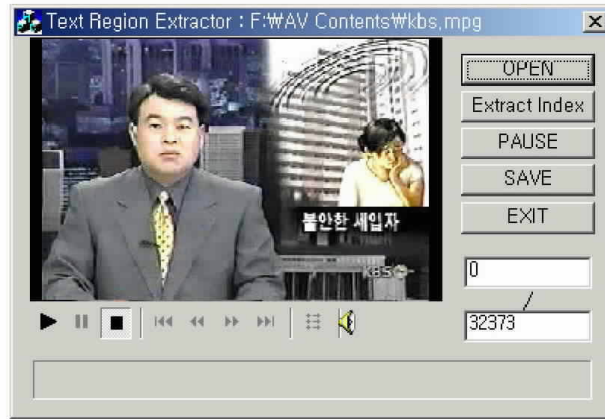 Text Region Extractor : F:₩AV Contents₩kbs,mpg
OPEN
Extract Index
PAUSE
SAVE
EXIT
불안한 세입자
KBS
0
/
32373